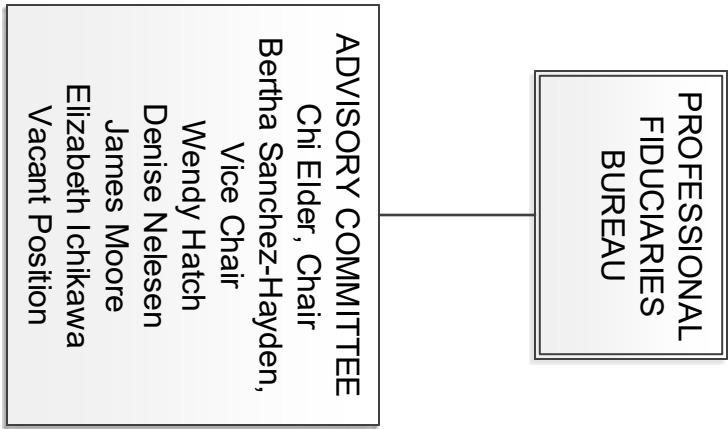 PROFESSIONAL
FIDUCIARIES
BUREAU
ADVISORY COMMITTEE
Chi Elder, Chair
Bertha Sanchez-Hayden,
Vice Chair
Wendy Hatch
Denise Nelesen
James Moore
Elizabeth Ichikawa
Vacant Position